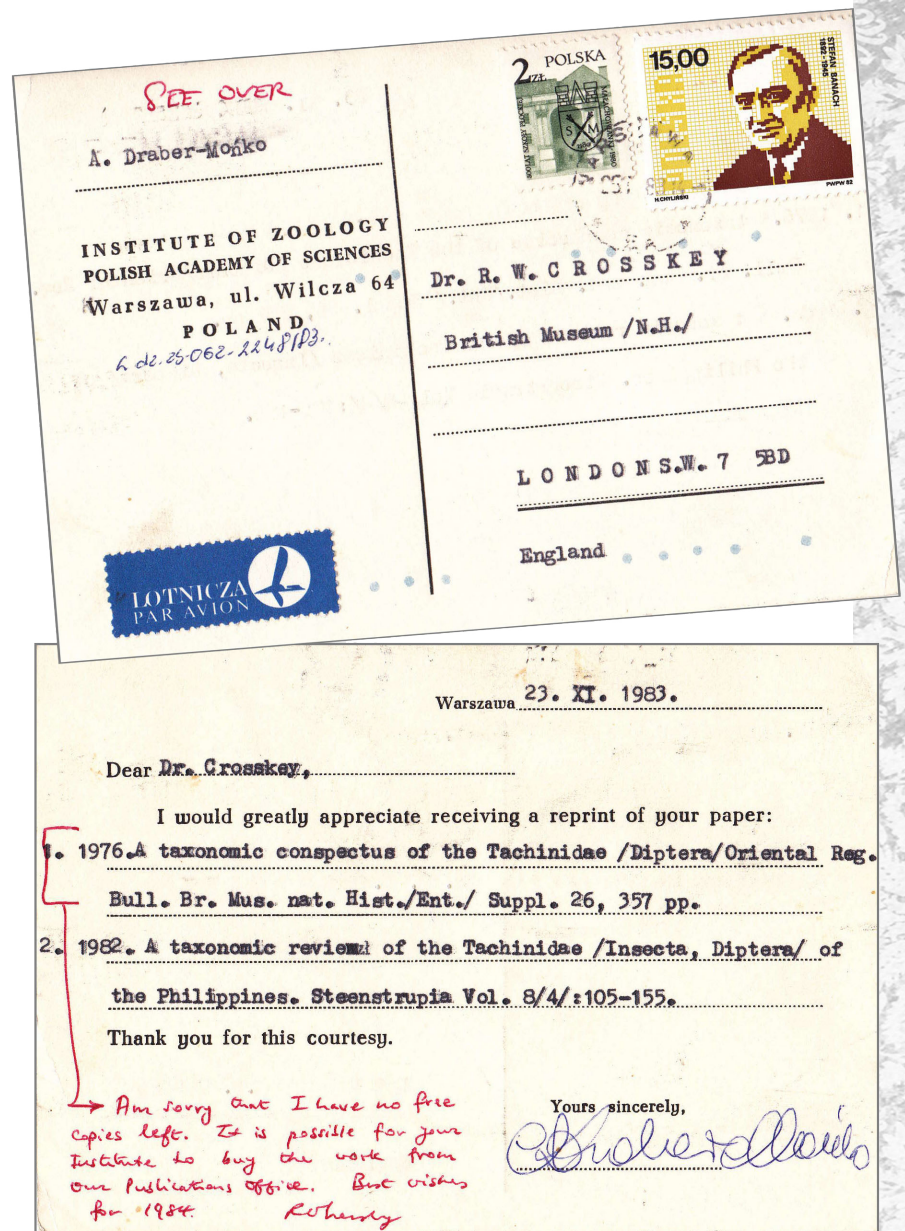 SEE OVER
A. Draber-Mońko
INSTITUTE OF ZOOLOGY
POLISH ACADEMY OF SCIENCES
Warszawa, ul. Wilcza 64
POLAND
2 ZŁ POLSKA
15,00
STEFAN BANACH
1892-1945
H.CHYLIŃSKI
PWPW 82
Dr. R. W. C R O S S K E Y
British Museum /N.H./
L O N D O N S.W. 7 5BD
England
LOTNICZA
PAR AVION
Warszawa 23. XI. 1983.
Dear Dr. Crosskey,
I would greatly appreciate receiving a reprint of your paper:
1. 1976. A taxonomic conspectus of the Tachinidae /Diptera/Oriental Reg.
Bull. Br. Mus. nat. Hist./Ent./ Suppl. 26, 357 pp.
2. 1982. A taxonomic review of the Tachinidae /Insecta, Diptera/ of
the Philippines. Steenstrupia Vol. 8/4/:105-155.
Thank you for this courtesy.
Am sorry that I have no free
copies left. It is possible for your
Institute to buy the work from
our Publications Office. Best wishes
for 1984.
Yours sincerely,